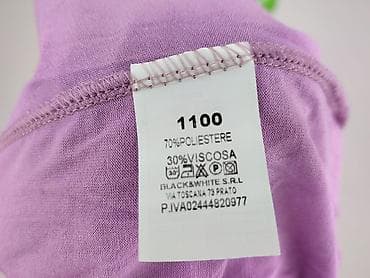 1100
70%POLIESTERE
30%VISCOSA
BLACK&WHITE S.R.L
VIA TOSCANA 73 PRATO
P.IVA02444820977